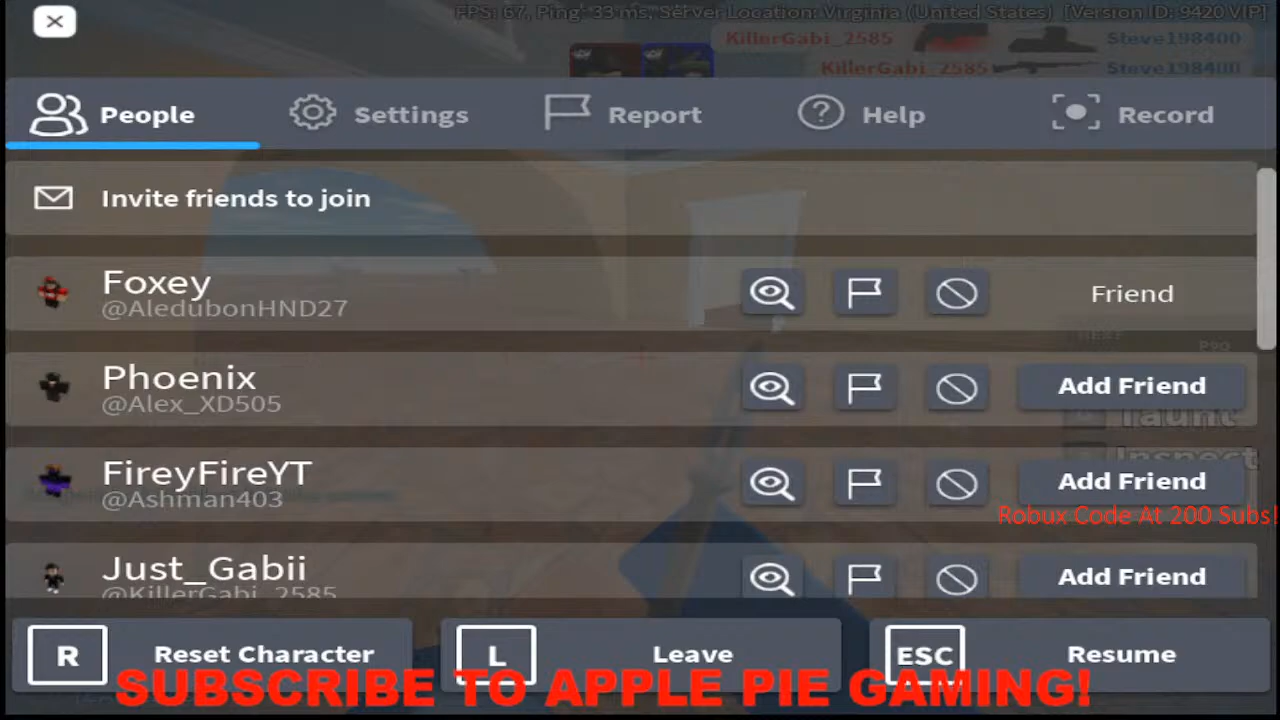 FPS: 67, Ping: 33 ms, Server Location: Virginia (United States) [Version ID: 9420 VIP]
KillerGabi_2585 Steve198400
KillerGabi_2585 Steve198400
People Settings Report Help Record
Invite friends to join
Foxey
@AledubonHND27
Friend
P90
Phoenix
@Alex_XD505
Add Friend
Taunt
Inspect
FireyFireYT
@Ashman403
Add Friend
Robux Code At 200 Subs!
Just_Gabii
@KillerGabi_2585
Add Friend
R Reset Character L Leave ESC Resume
SUBSCRIBE TO APPLE PIE GAMING!